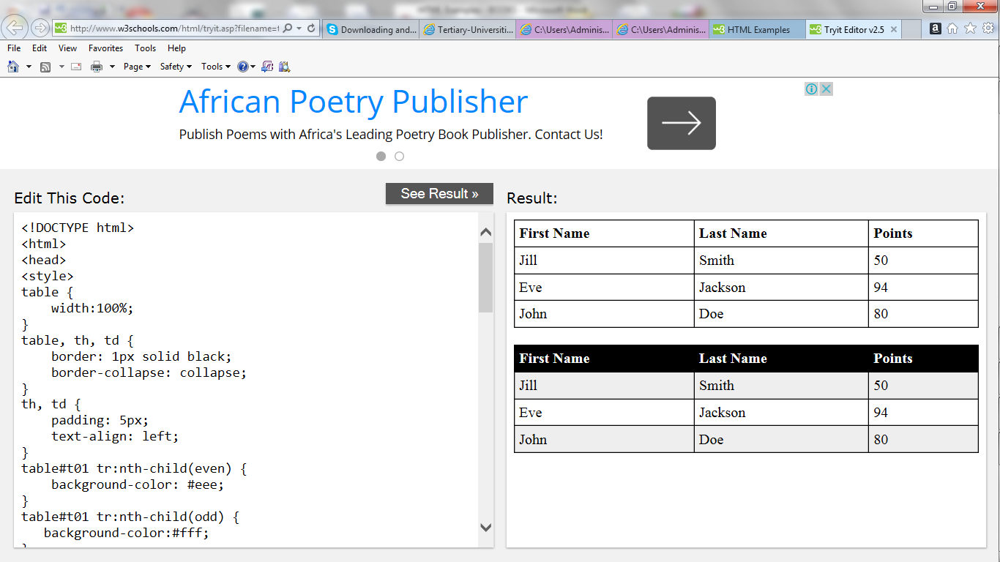 http://www.w3schools.com/html/tryit.asp?filename=t
Downloading and...
Tertiary-Universiti...
C:\Users\Adminis...
C:\Users\Adminis...
HTML Examples
Tryit Editor v2.5
File Edit View Favorites Tools Help
Page Safety Tools
African Poetry Publisher
Publish Poems with Africa's Leading Poetry Book Publisher. Contact Us!
Edit This Code:
See Result »
<!DOCTYPE html>
<html>
<head>
<style>
table {
    width:100%;
}
table, th, td {
    border: 1px solid black;
    border-collapse: collapse;
}
th, td {
    padding: 5px;
    text-align: left;
}
table#t01 tr:nth-child(even) {
    background-color: #eee;
}
table#t01 tr:nth-child(odd) {
   background-color:#fff;
}
Result:
First Name Last Name Points
Jill Smith 50
Eve Jackson 94
John Doe 80
First Name Last Name Points
Jill Smith 50
Eve Jackson 94
John Doe 80